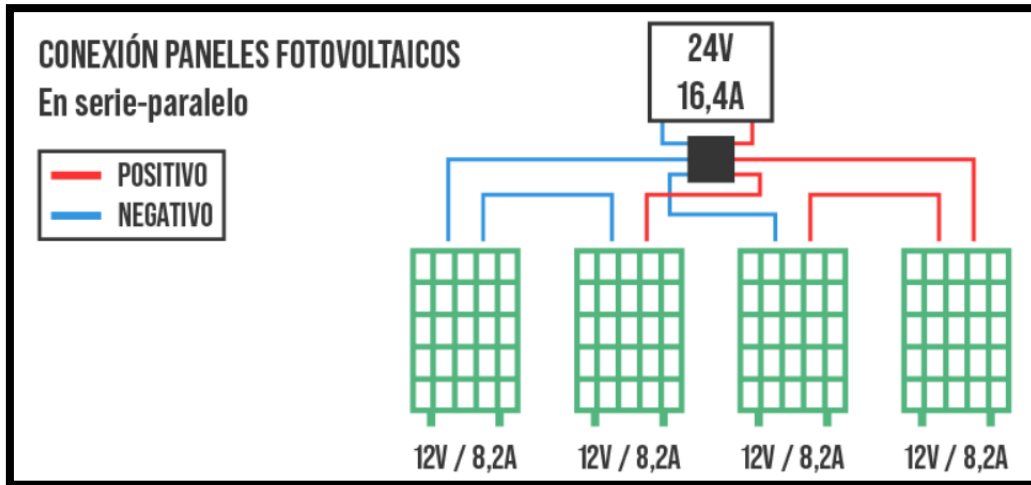 CONEXIÓN PANELES FOTOVOLTAICOS
En serie-paralelo
POSITIVO
NEGATIVO
24V
16,4A
12V / 8,2A
12V / 8,2A
12V / 8,2A
12V / 8,2A